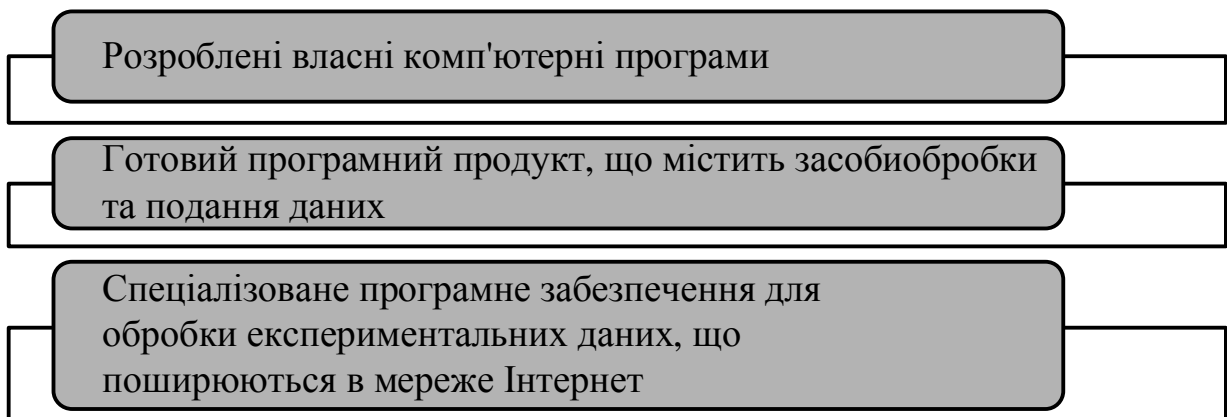 Розроблені власні комп'ютерні програми
Готовий програмний продукт, що містить засобиобробки
та подання даних
Спеціалізоване програмне забезпечення для
обробки експериментальних даних, що
поширюються в мереже Інтернет